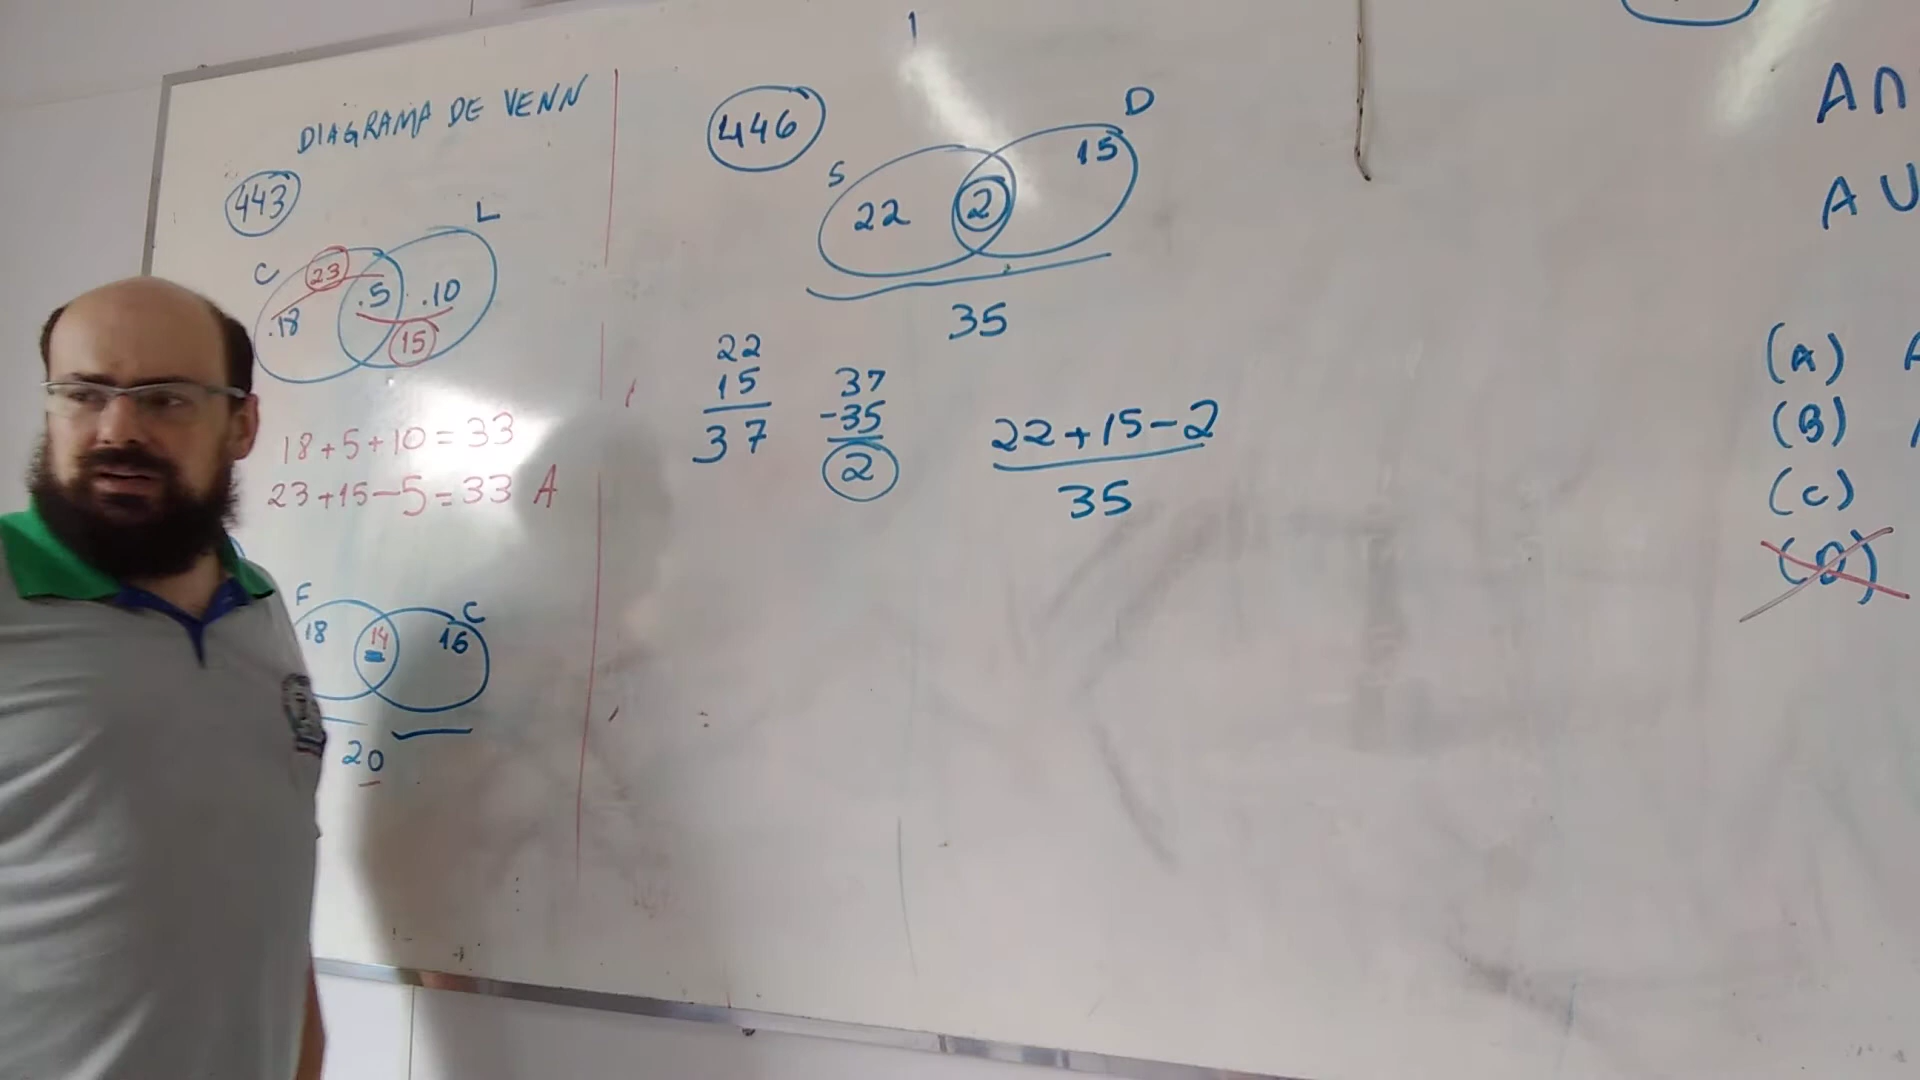 DIAGRAMA DE VENN
443
C
L
23
.18
.5
.10
15
18+5+10=33
23+15-5=33 A
F
C
18
14
16
20
446
S
D
22
2
15
35
22
15
37
37
-35
2
22+15-2
35
(A)
(B)
(C)
(D)